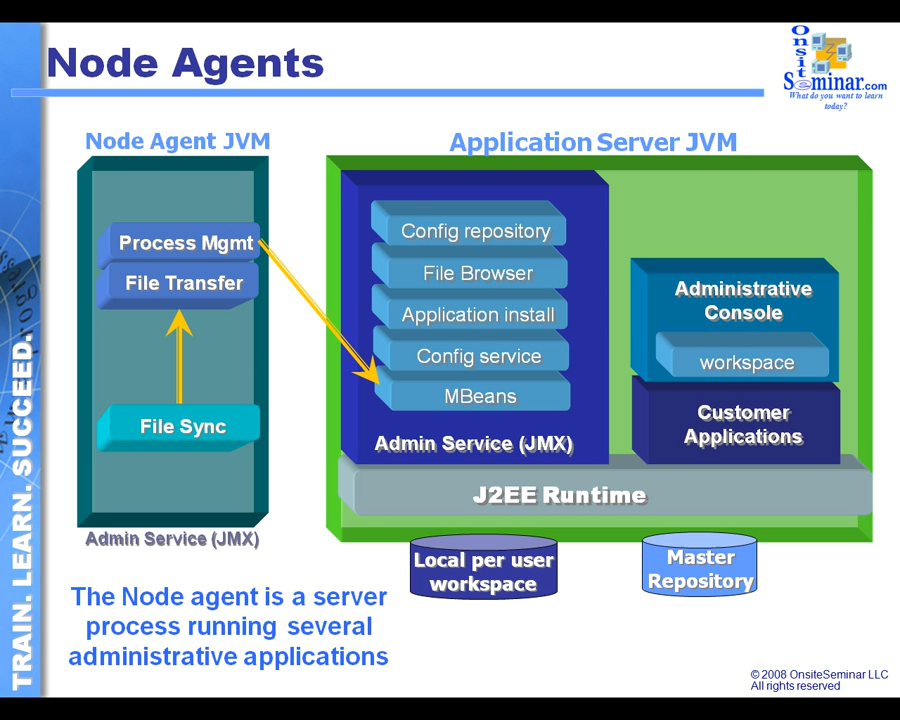 Node Agents
Onsite
Seminar.com
What do you want to learn
today?
Node Agent JVM
Application Server JVM
Process Mgmt
File Transfer
File Sync
Admin Service (JMX)
Config repository
File Browser
Application install
Config service
MBeans
Admin Service (JMX)
Administrative
Console
workspace
Customer
Applications
J2EE Runtime
Local per user
workspace
Master
Repository
The Node agent is a server
process running several
administrative applications
TRAIN. LEARN. SUCCEED.
© 2008 OnsiteSeminar LLC
All rights reserved